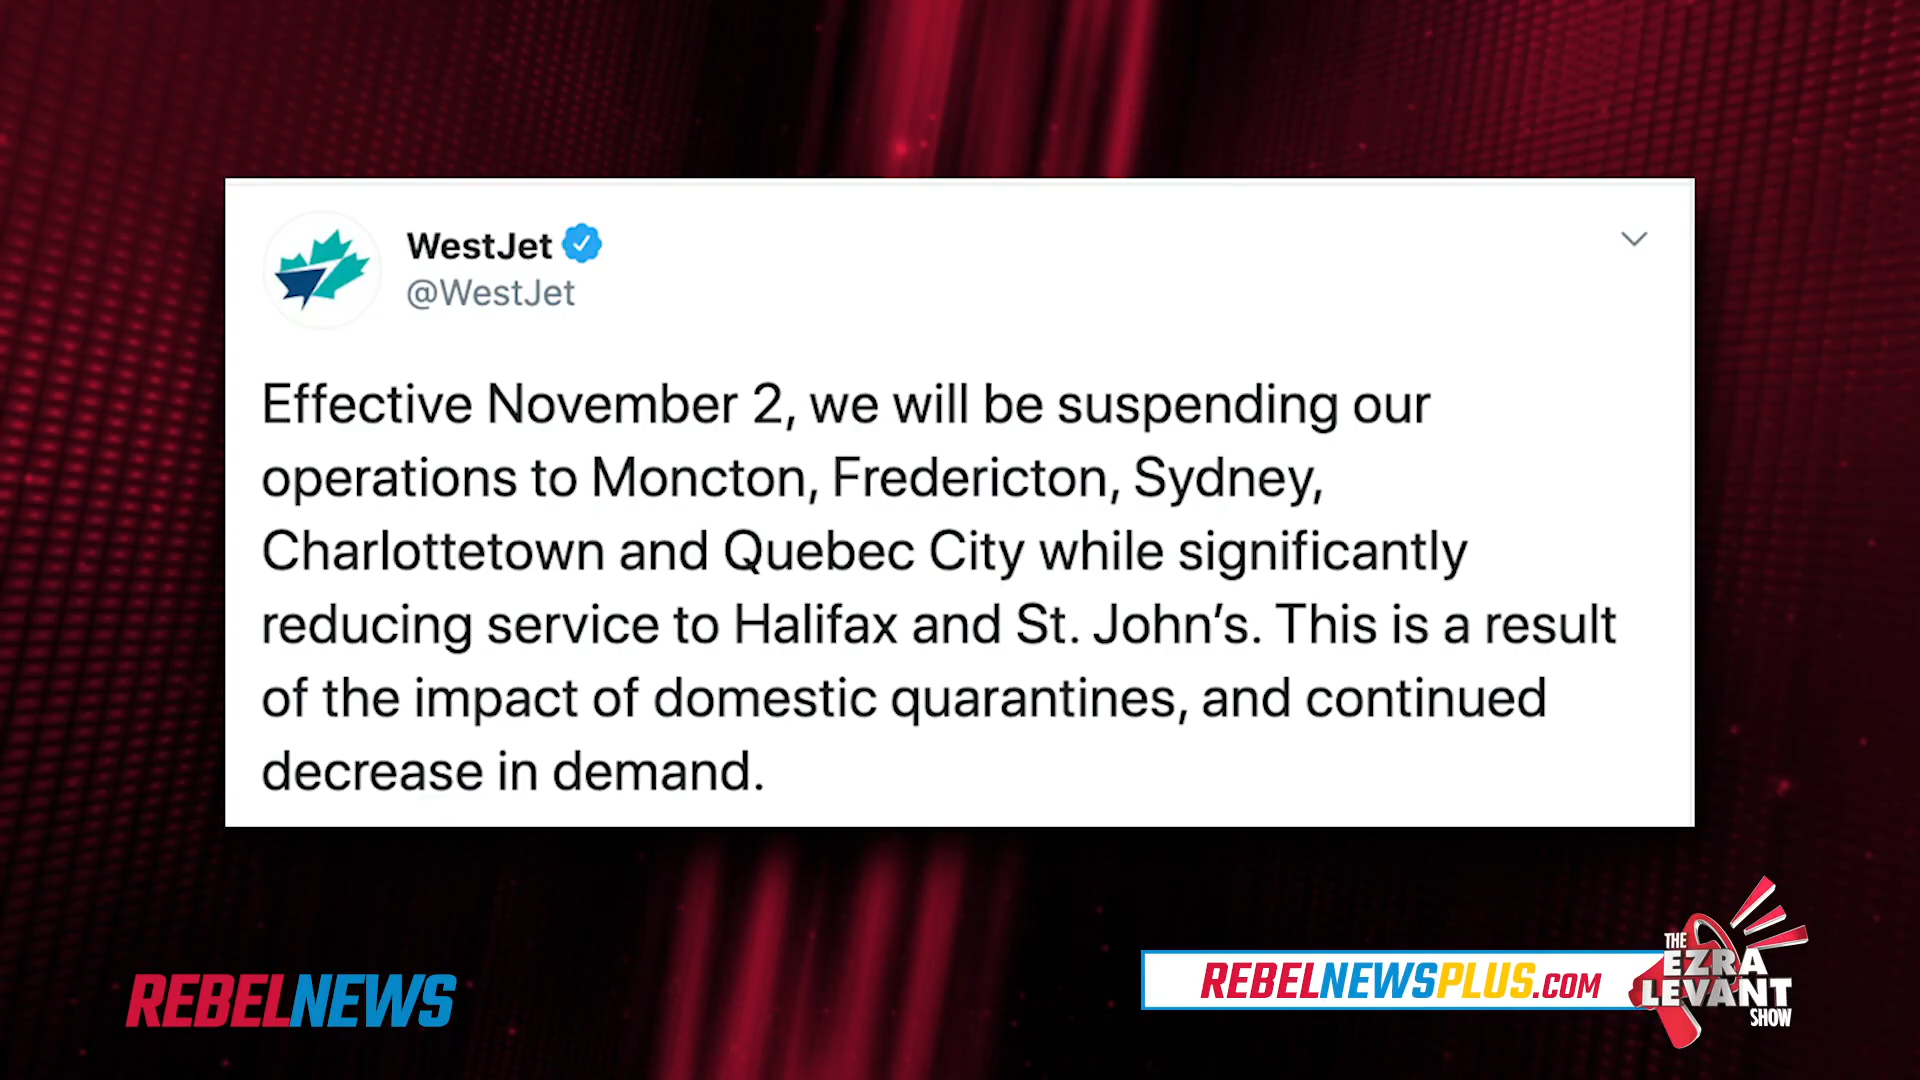 WestJet
@WestJet
Effective November 2, we will be suspending our
operations to Moncton, Fredericton, Sydney,
Charlottetown and Quebec City while significantly
reducing service to Halifax and St. John’s. This is a result
of the impact of domestic quarantines, and continued
decrease in demand.
REBELNEWS
REBELNEWSPLUS.COM
THE
EZRA
LEVANT
SHOW